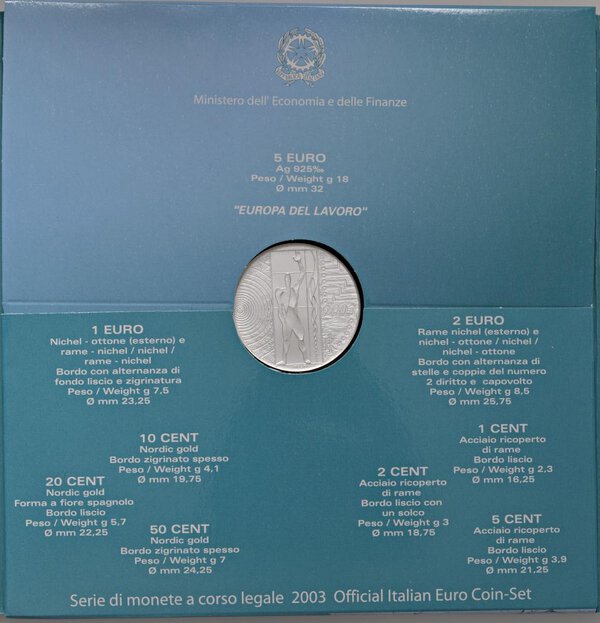 Ministero dell' Economia e delle Finanze
5 EURO
Ag 925‰
Peso / Weight g 18
Ø mm 32
"EUROPA DEL LAVORO"
1 EURO
Nichel - ottone (esterno) e
rame - nichel / nichel /
rame - nichel
Bordo con alternanza di
fondo liscio e zigrinatura
Peso / Weight g 7.5
Ø mm 23,25
2 EURO
Rame nichel (esterno) e
nichel - ottone / nichel/
nichel - ottone
Bordo con alternanza di
stelle e coppie del numero
2 diritto e capovolto
Peso / Weight g 8,5
Ø mm 25,75
10 CENT
Nordic gold
Bordo zigrinato spesso
Peso / Weight g 4,1
Ø mm 19,75
1 CENT
Acciaio ricoperto
di rame
Bordo liscio
Peso / Weight g 2,3
Ø mm 16,25
20 CENT
Nordic gold
Forma a fiore spagnolo
Bordo liscio
Peso / Weight g 5,7
Ø mm 22,25
2 CENT
Acciaio ricoperto
di rame
Bordo liscio con
un solco
Peso / Weight g 3
Ø mm 18,75
50 CENT
Nordic gold
Bordo zigrinato spesso
Peso / Weight g 7
Ø mm 24,25
5 CENT
Acciaio ricoperto
di rame
Bordo liscio
Peso / Weight g 3,9
Ø mm 21,25
Serie di monete a corso legale 2003 Official Italian Euro Coin-Set